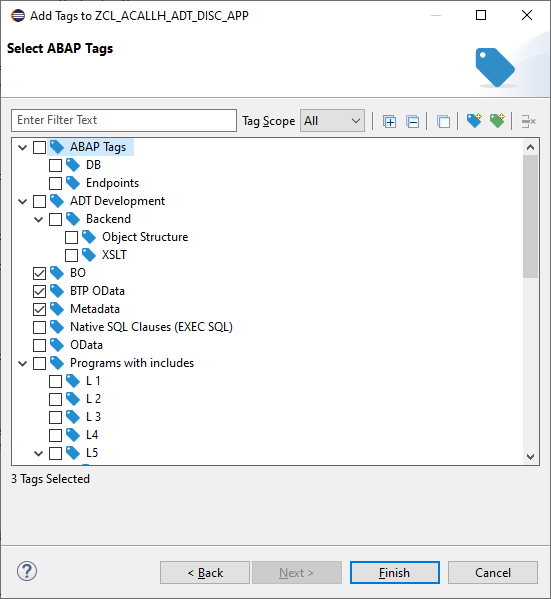 Add Tags to ZCL_ACALLH_ADT_DISC_APP
Select ABAP Tags
Enter Filter Text
Tag Scope All
ABAP Tags
DB
Endpoints
ADT Development
Backend
Object Structure
XSLT
BO
BTP OData
Metadata
Native SQL Clauses (EXEC SQL)
OData
Programs with includes
L 1
L 2
L 3
L4
L5
3 Tags Selected
? < Back Next > Finish Cancel